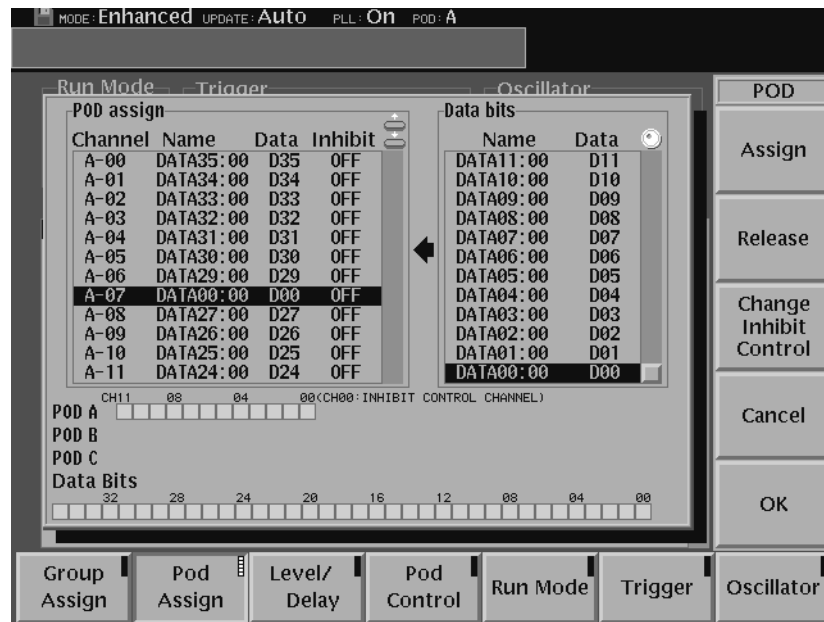 MODE:Enhanced UPDATE:Auto PLL:On POD:A
Run Mode Trigger Oscillator
POD assign
Channel Name Data Inhibit
A-00 DATA35:00 D35 OFF
A-01 DATA34:00 D34 OFF
A-02 DATA33:00 D33 OFF
A-03 DATA32:00 D32 OFF
A-04 DATA31:00 D31 OFF
A-05 DATA30:00 D30 OFF
A-06 DATA29:00 D29 OFF
A-07 DATA00:00 D00 OFF
A-08 DATA27:00 D27 OFF
A-09 DATA26:00 D26 OFF
A-10 DATA25:00 D25 OFF
A-11 DATA24:00 D24 OFF
Data bits
Name Data
DATA11:00 D11
DATA10:00 D10
DATA09:00 D09
DATA08:00 D08
DATA07:00 D07
DATA06:00 D06
DATA05:00 D05
DATA04:00 D04
DATA03:00 D03
DATA02:00 D02
DATA01:00 D01
DATA00:00 D00
CH11 08 04 00(CH00:INHIBIT CONTROL CHANNEL)
POD A
POD B
POD C
Data Bits
32 28 24 20 16 12 08 04 00
POD
Assign
Release
Change
Inhibit
Control
Cancel
OK
Group
Assign
Pod
Assign
Level/
Delay
Pod
Control
Run Mode
Trigger
Oscillator